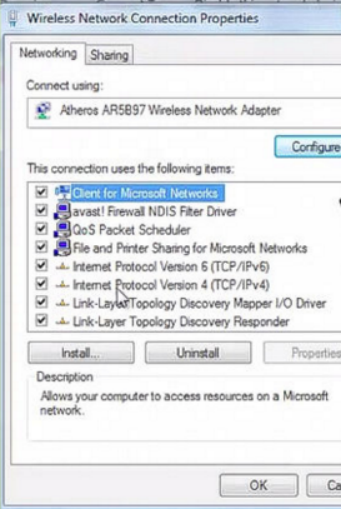 Wireless Network Connection Properties
Networking Sharing
Connect using:
Atheros AR5B97 Wireless Network Adapter
Configure
This connection uses the following items:
Client for Microsoft Networks
avast! Firewall NDIS Filter Driver
QoS Packet Scheduler
File and Printer Sharing for Microsoft Networks
Internet Protocol Version 6 (TCP/IPv6)
Internet Protocol Version 4 (TCP/IPv4)
Link-Layer Topology Discovery Mapper I/O Driver
Link-Layer Topology Discovery Responder
Install... Uninstall Properties
Description
Allows your computer to access resources on a Microsoft
network.
OK Ca